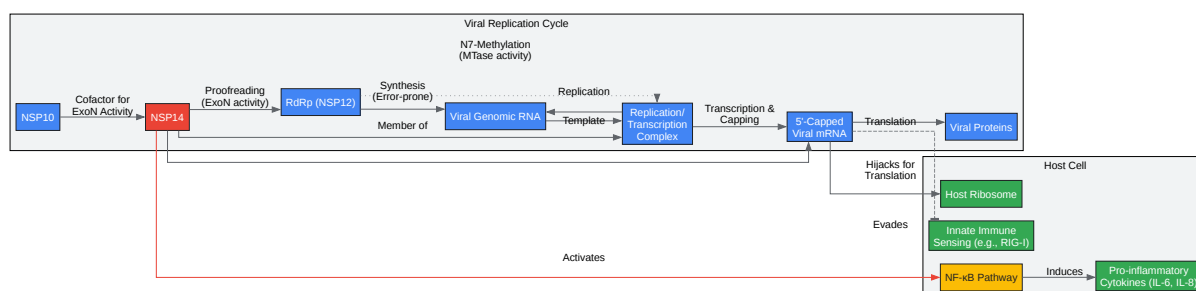 Viral Replication Cycle
N7-Methylation
(MTase activity)
NSP10
Cofactor for
ExoN Activity
NSP14
Proofreading
(ExoN activity)
RdRp (NSP12)
Synthesis
(Error-prone)
Viral Genomic RNA
Replication
Template
Member of
Replication/
Transcription
Complex
Transcription &
Capping
5'-Capped
Viral mRNA
Translation
Viral Proteins
Hijacks for
Translation
Host Cell
Host Ribosome
Evades
Innate Immune
Sensing (e.g., RIG-I)
Activates
NF-κB Pathway
Induces
Pro-inflammatory
Cytokines (IL-6, IL-8)